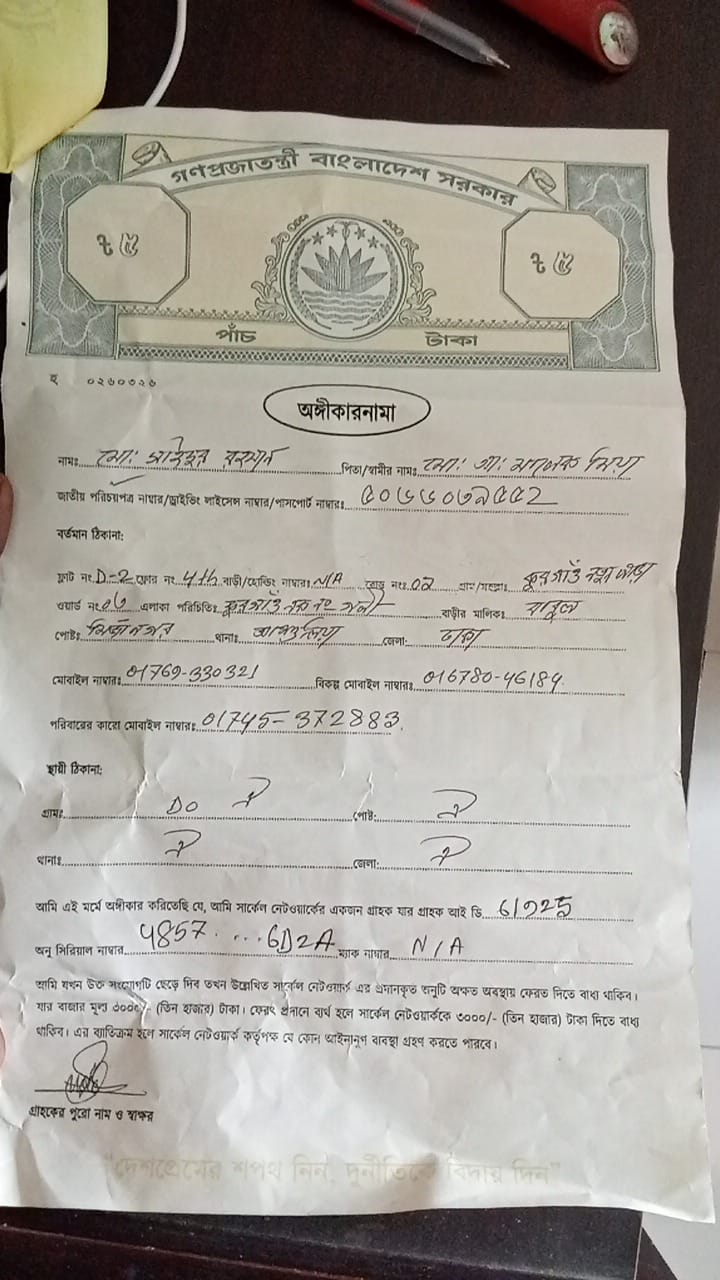 গণপ্রজাতন্ত্রী বাংলাদেশ সরকার
৳ ৫ ৳ ৫
পাঁচ টাকা
হ ০২৬০৩২৬
অঙ্গীকারনামা
নামঃ মো: সাইদুর রহমান পিতা/স্বামীর নামঃ মো: আ: মালেক মিয়া
জাতীয় পরিচয়পত্র নাম্বার/ড্রাইভিং লাইসেন্স নাম্বার/পাসপোর্ট নাম্বারঃ
বর্তমান ঠিকানা:
ফ্লাট নং D-2 ফ্লোর নং 4th বাড়ী/হোল্ডিং নাম্বারঃ N/A রোড নংঃ 02 গ্রাম/মহল্লাঃ
ওয়ার্ড নংঃ এলাকা পরিচিতিঃ বাড়ীর মালিকঃ বাবুল
পোষ্টঃ মির্জানগর থানাঃ আশুলিয়া জেলা: ঢাকা
মোবাইল নাম্বারঃ 01769-330321 বিকল্প মোবাইল নাম্বারঃ 016780-46184
পরিবারের কারো মোবাইল নাম্বারঃ 01745-372883
স্থায়ী ঠিকানা:
গ্রামঃ DO ঐ পোষ্ট: ঐ
থানাঃ ঐ জেলা: ঐ
আমি এই মর্মে অঙ্গীকার করিতেছি যে, আমি সার্কেল নেটওয়ার্কের একজন গ্রাহক যার গ্রাহক আই ডি
অনু সিরিয়াল নাম্বার 4857....6D2A ম্যাক নাম্বার N/A
আমি যখন উক্ত সংযোগটি ছেড়ে দিব তখন উল্লেখিত সার্কেল নেটওয়ার্ক এর প্রদানকৃত অনুটি অক্ষত অবস্থায় ফেরত দিতে বাধ্য থাকিব।
যার বাজার মূল্য ৩০০০/- (তিন হাজার) টাকা। ফেরৎ প্রদানে ব্যর্থ হলে সার্কেল নেটওয়ার্ককে ৩০০০/- (তিন হাজার) টাকা দিতে বাধ্য
থাকিব। এর ব্যতিক্রম হলে সার্কেল নেটওয়ার্ক কর্তৃপক্ষ যে কোন আইনানুগ ব্যবস্থা গ্রহণ করতে পারবে।
গ্রাহকের পুরো নাম ও স্বাক্ষর
"দেশপ্রেমের শপথ নিন, দুর্নীতিকে বিদায় দিন"